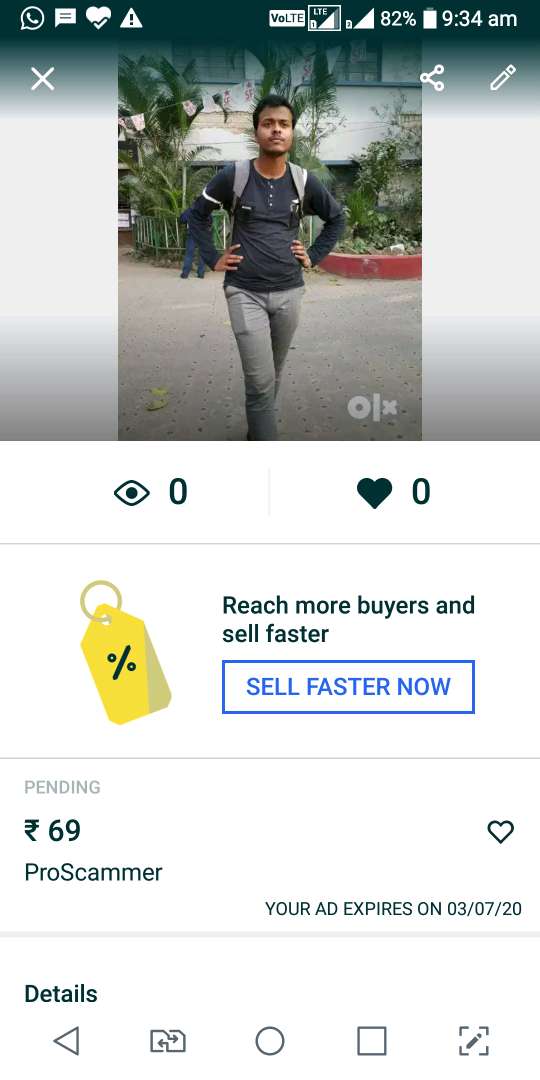 VoLTE LTE 82% 9:34 am
olx
0 0
Reach more buyers and
sell faster
%
SELL FASTER NOW
PENDING
₹ 69
ProScammer
YOUR AD EXPIRES ON 03/07/20
Details